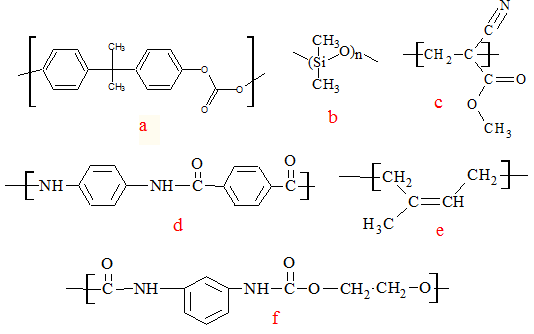 CH₃ CH₃ O O O
a
CH₃ (Si O)n CH₃
b
N C CH₂ C C O O CH₃
c
NH NH O C O C
d
CH₂ CH₂ H₃C C CH
e
O C NH NH O C O CH₂ CH₂ O
f